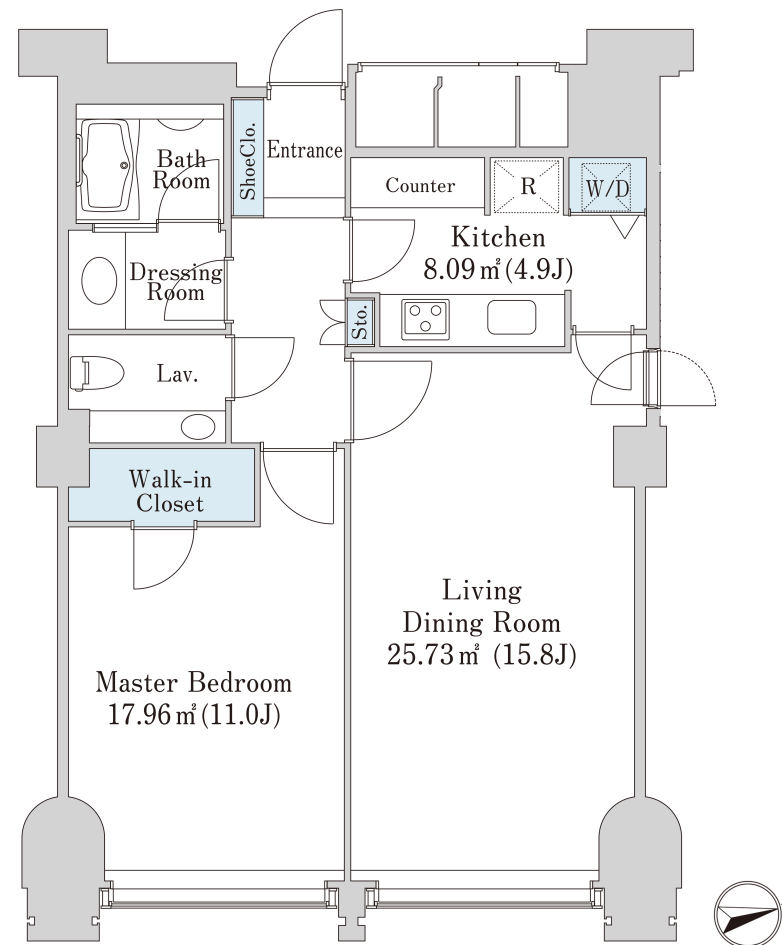 Bath
Room
ShoeClo.
Entrance
Counter
R
W/D
Kitchen
8.09㎡(4.9J)
Dressing
Room
Sto.
Lav.
Walk-in
Closet
Living
Dining Room
25.73㎡ (15.8J)
Master Bedroom
17.96㎡(11.0J)